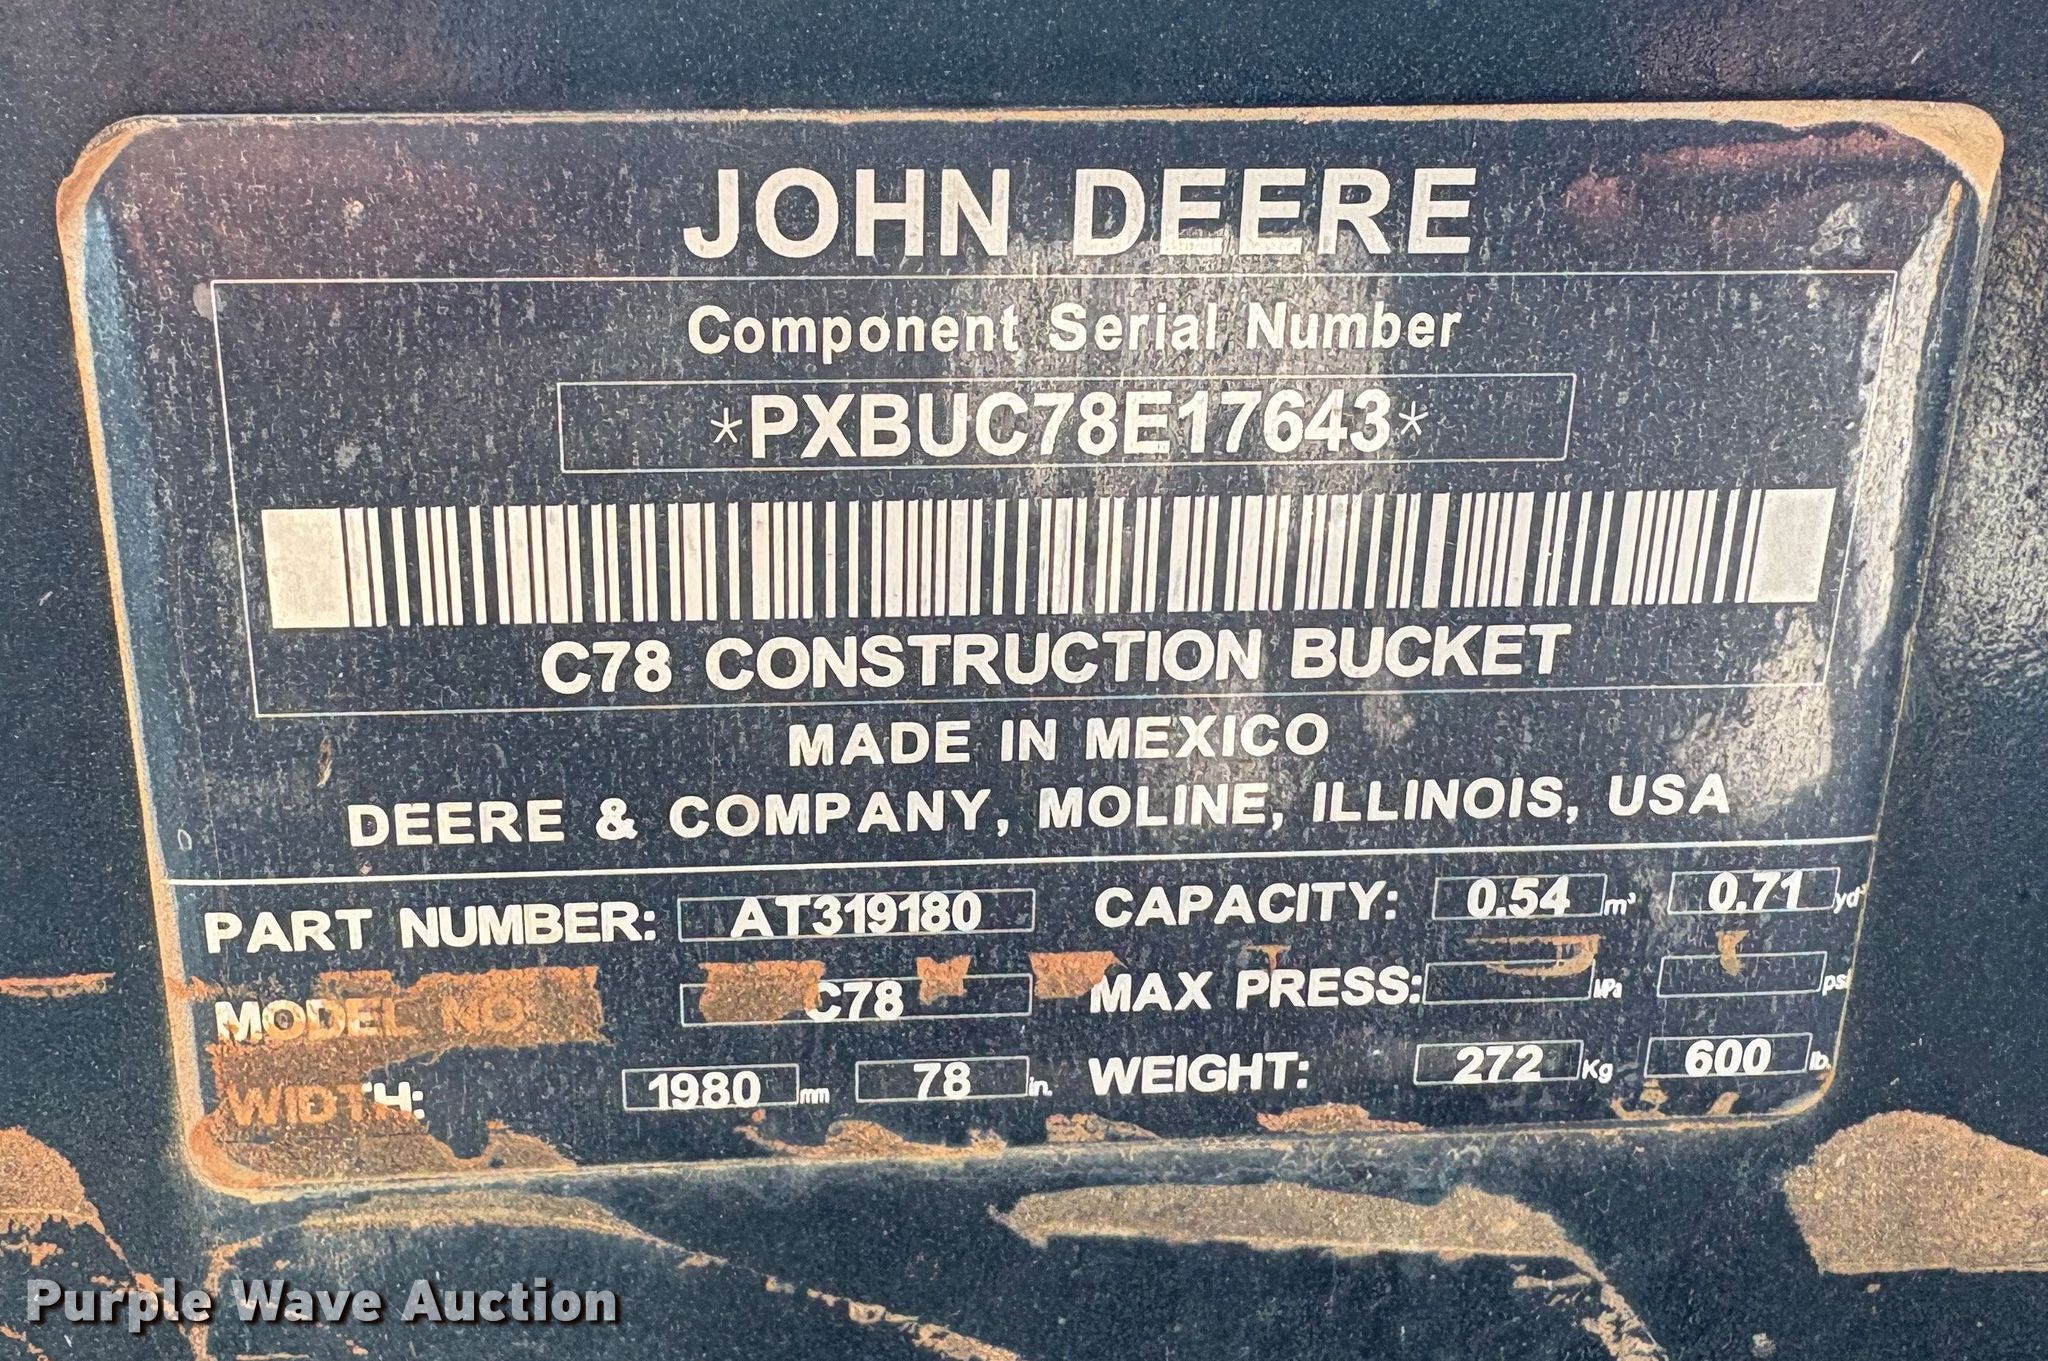 JOHN DEERE
Component Serial Number
*PXBUC78E17643*
C78 CONSTRUCTION BUCKET
MADE IN MEXICO
DEERE & COMPANY, MOLINE, ILLINOIS, USA
PART NUMBER: AT319180 CAPACITY: 0.54 m³ 0.71 yd³
MODEL NO C78 MAX PRESS: MPa psi
WIDTH: 1980 mm 78 in. WEIGHT: 272 Kg 600 lb.
Purple Wave Auction